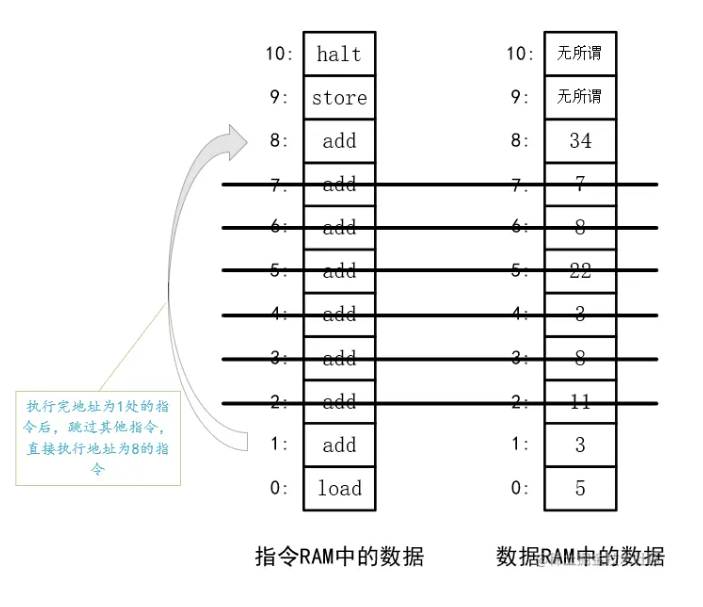 10: halt 10: 无所谓
9: store 9: 无所谓
8: add 8: 34
7: add 7: 7
6: add 6: 8
5: add 5: 22
4: add 4: 3
3: add 3: 8
2: add 2: 11
1: add 1: 3
0: load 0: 5
执行完地址为1处的指
令后，跳过其他指令，
直接执行地址为8的指
令
指令RAM中的数据 数据RAM中的数据